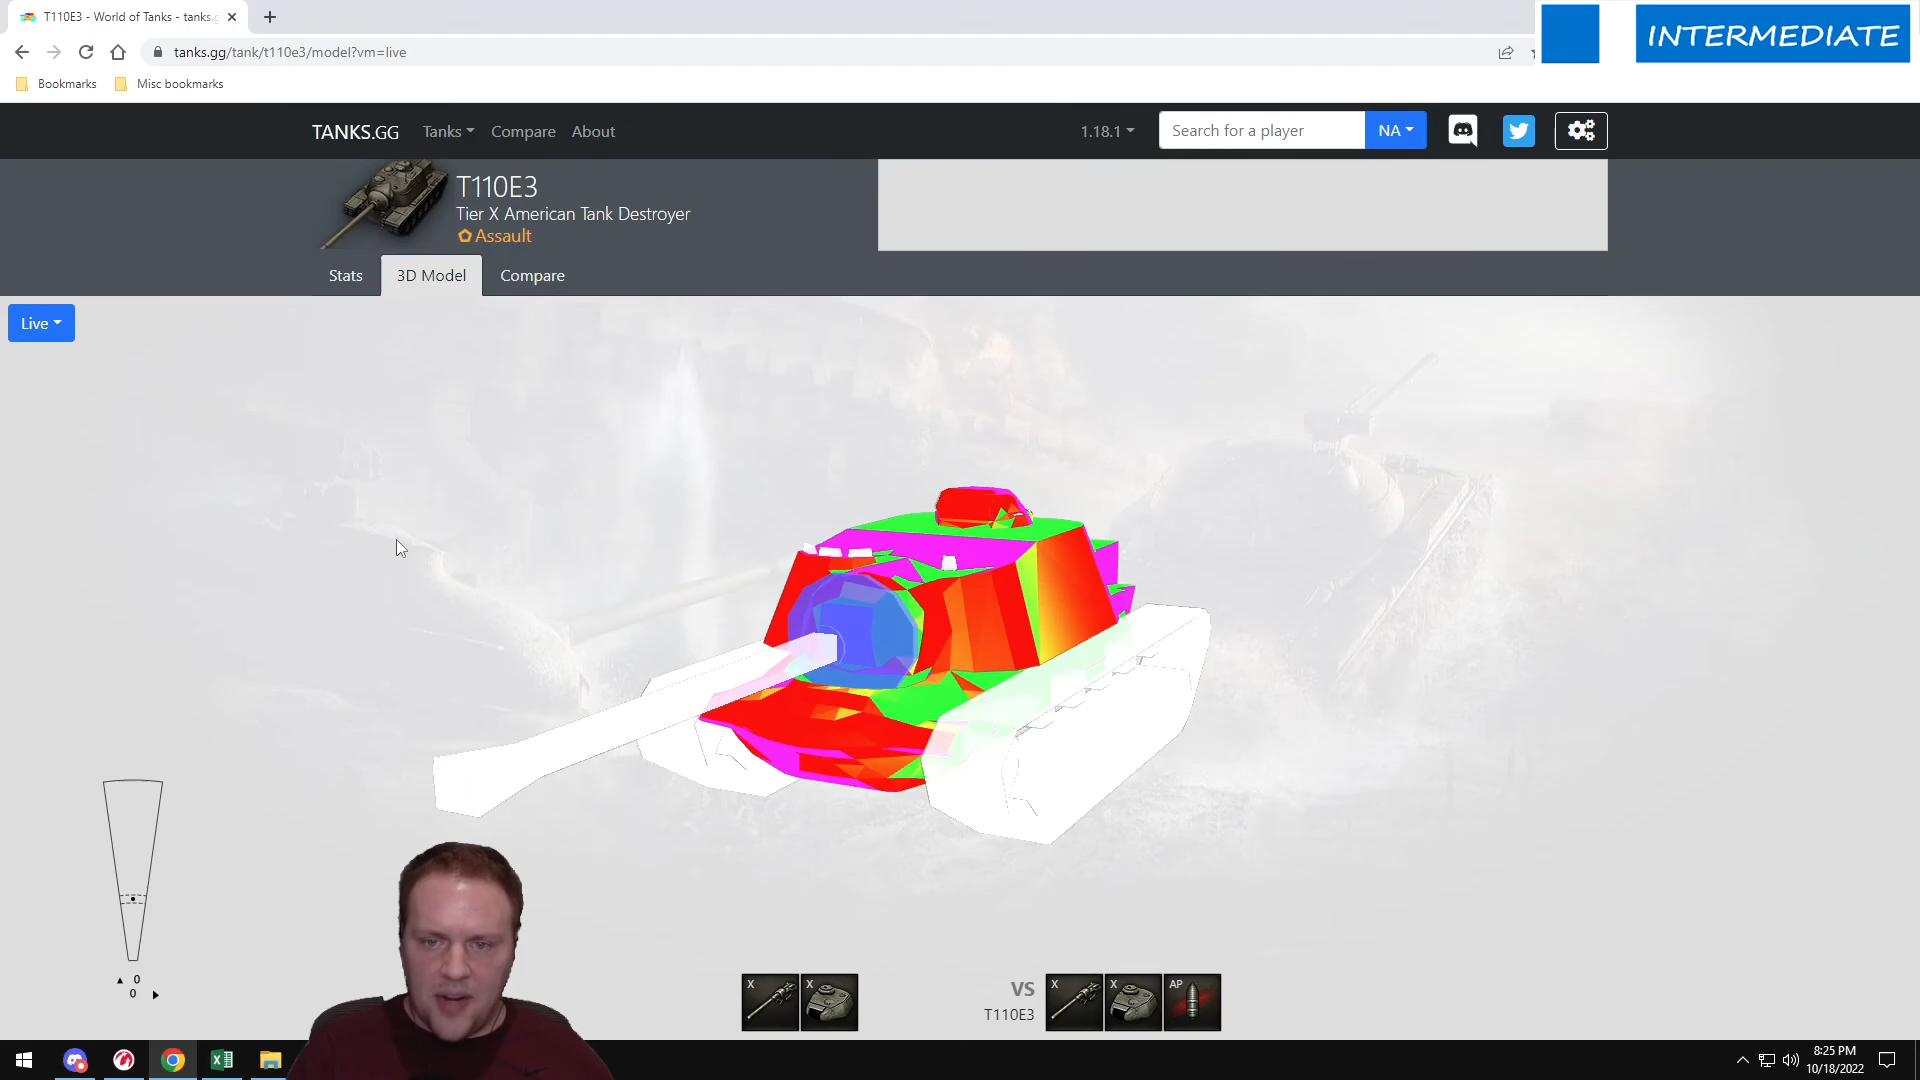 T110E3 - World of Tanks - tanks.g
INTERMEDIATE
tanks.gg/tank/t110e3/model?vm=live
Bookmarks
Misc bookmarks
TANKS.GG
Tanks
Compare
About
1.18.1
Search for a player
NA
T110E3
Tier X American Tank Destroyer
Assault
Stats
3D Model
Compare
Live
0
0
X
X
VS
T110E3
X
X
AP
8:25 PM
10/18/2022